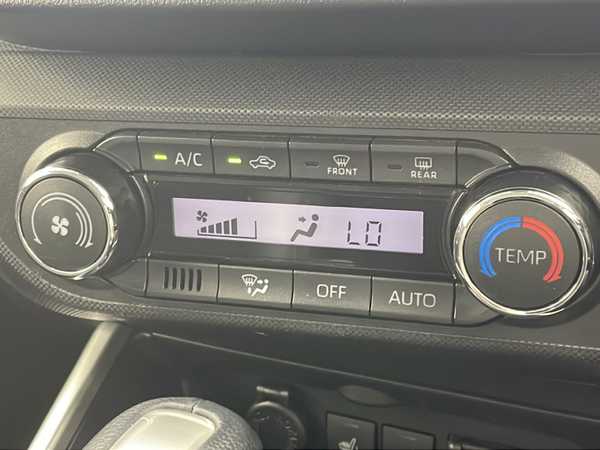 A/C
FRONT
REAR
LO
TEMP
OFF
AUTO